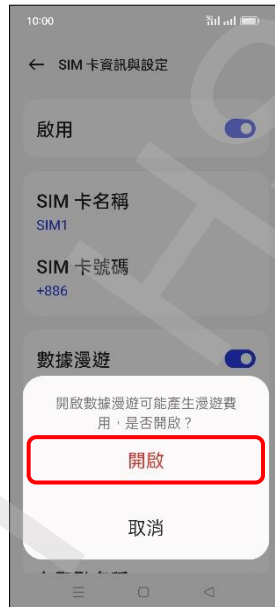 10:00
← SIM 卡資訊與設定
啟用
SIM 卡名稱
SIM1
SIM 卡號碼
+886
數據漫遊
開啟數據漫遊可能產生漫遊費
用，是否開啟？
開啟
取消